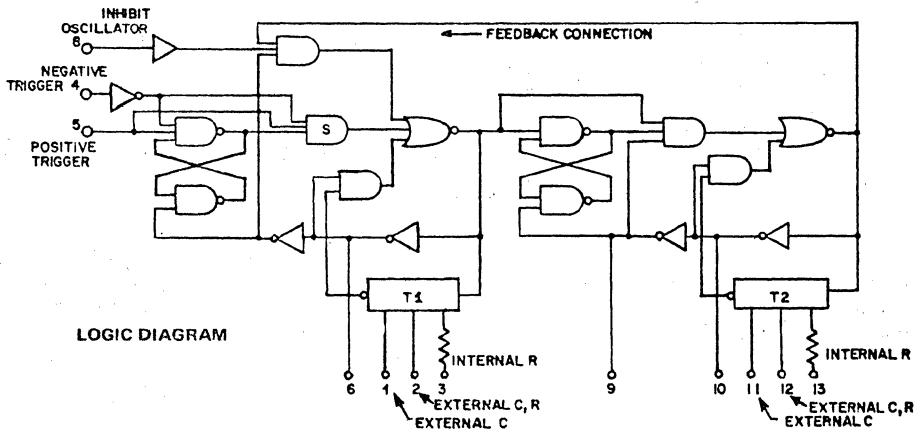 INHIBIT
OSCILLATOR
8
FEEDBACK CONNECTION
NEGATIVE
TRIGGER 4
5
POSITIVE
TRIGGER
S
T1
T2
LOGIC DIAGRAM
INTERNAL R
INTERNAL R
6 1 2 3 9 10 11 12 13
EXTERNAL C, R
EXTERNAL C
EXTERNAL C, R
EXTERNAL C